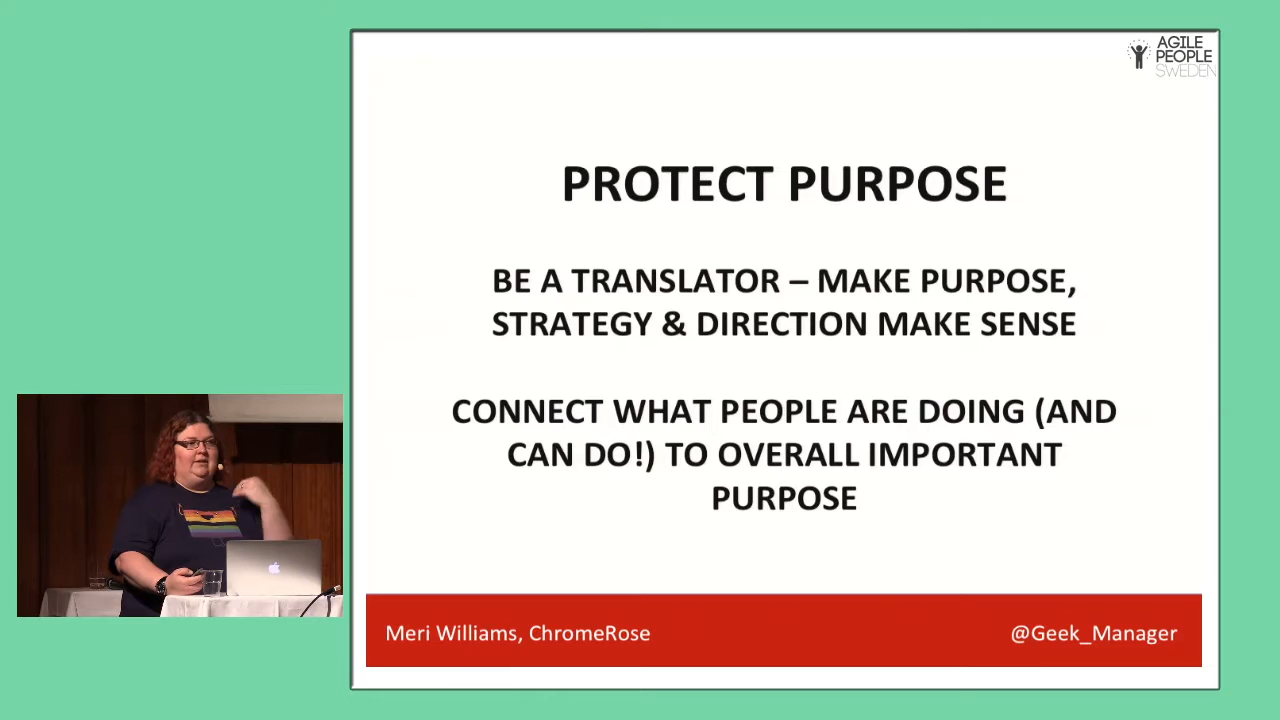 AGILE
PEOPLE
SWEDEN
PROTECT PURPOSE
BE A TRANSLATOR – MAKE PURPOSE,
STRATEGY & DIRECTION MAKE SENSE
CONNECT WHAT PEOPLE ARE DOING (AND
CAN DO!) TO OVERALL IMPORTANT
PURPOSE
Meri Williams, ChromeRose
@Geek_Manager